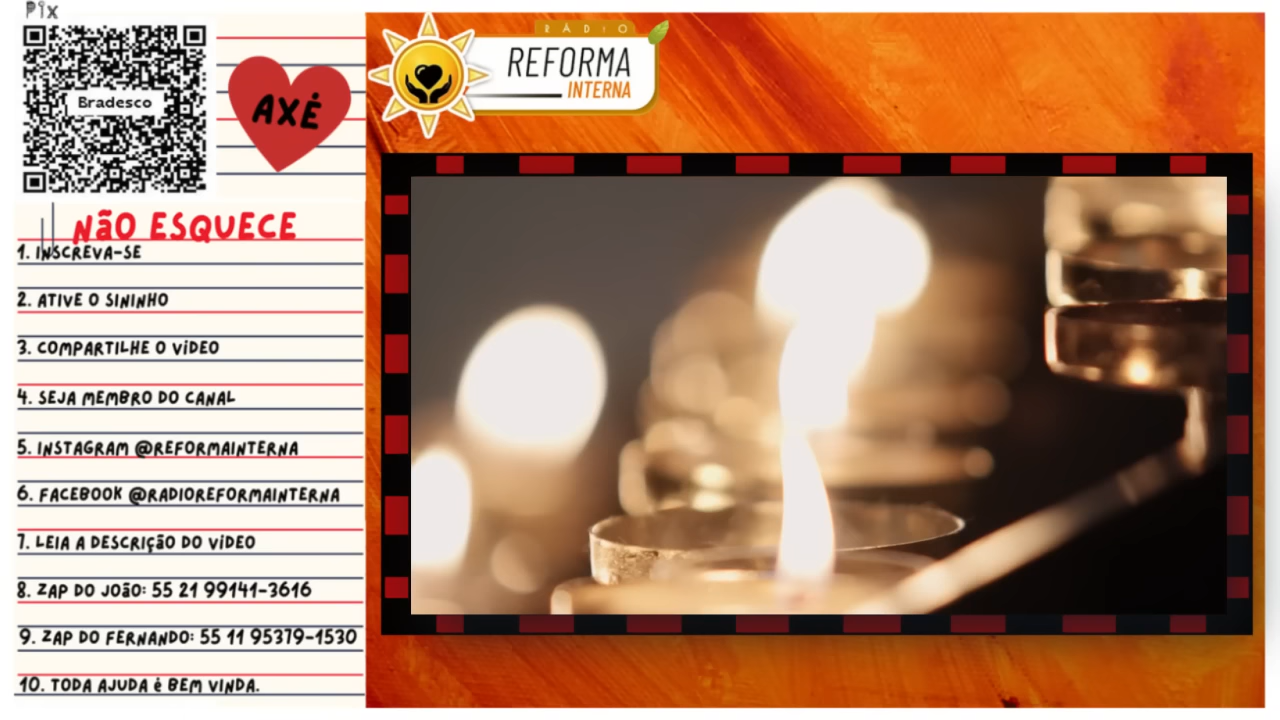 Pix
Bradesco
AXÉ
NÃO ESQUECE
1. INSCREVA-SE
2. ATIVE O SININHO
3. COMPARTILHE O VÍDEO
4. SEJA MEMBRO DO CANAL
5. INSTAGRAM @REFORMAINTERNA
6. FACEBOOK @RADIOREFORMAINTERNA
7. LEIA A DESCRIÇÃO DO VÍDEO
8. ZAP DO JOÃO: 55 21 99141-3616
9. ZAP DO FERNANDO: 55 11 95379-1530
10. TODA AJUDA É BEM VINDA.
RÁDIO
REFORMA
INTERNA